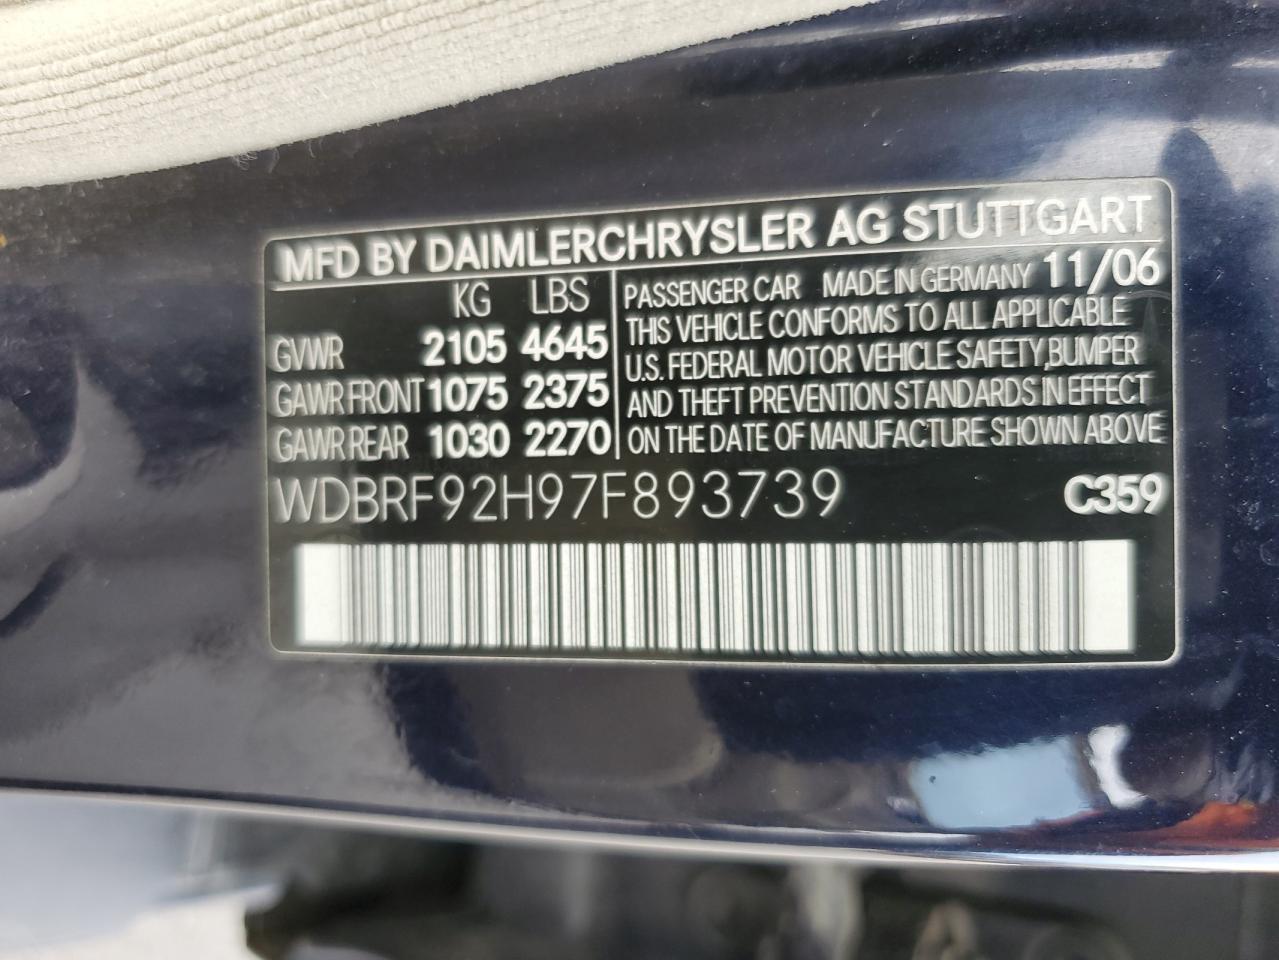 MFD BY DAIMLERCHRYSLER AG STUTTGART
KG LBS
GVWR 2105 4645
GAWR FRONT 1075 2375
GAWR REAR 1030 2270
PASSENGER CAR MADE IN GERMANY 11/06
THIS VEHICLE CONFORMS TO ALL APPLICABLE
U.S. FEDERAL MOTOR VEHICLE SAFETY,BUMPER
AND THEFT PREVENTION STANDARDS IN EFFECT
ON THE DATE OF MANUFACTURE SHOWN ABOVE
WDBRF92H97F893739 C359